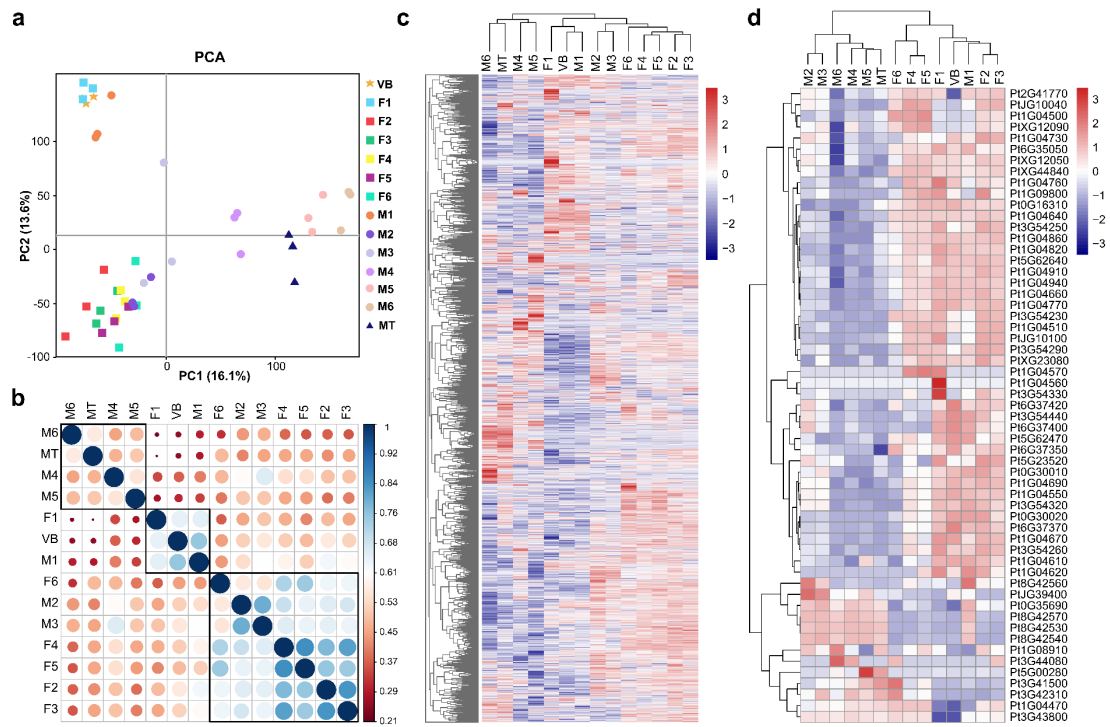 a
PCA
PC2 (13.6%)
100
50
0
-50
-100
0
100
PC1 (16.1%)
VB
F1
F2
F3
F4
F5
F6
M1
M2
M3
M4
M5
M6
MT
b
M6 MT M4 M5 F1 VB M1 F6 M2 M3 F4 F5 F2 F3
M6
MT
M4
M5
F1
VB
M1
F6
M2
M3
F4
F5
F2
F3
1
0.92
0.84
0.76
0.68
0.61
0.53
0.45
0.37
0.29
0.21
c
M6 MT M4 M5 F1 VB M1 M2 M3 F6 F4 F5 F2 F3
3
2
1
0
−1
−2
−3
d
M2 M3 M6 M4 M5 MT F6 F4 F5 F1 VB M1 F2 F3
Pt2G41770
PtJG10040
Pt1G04500
PtXG12090
Pt1G04730
Pt6G35050
PtXG12050
PtXG44840
Pt1G04760
Pt1G09800
Pt0G16310
Pt1G04640
Pt3G54250
Pt1G04860
Pt1G04820
Pt5G62640
Pt1G04910
Pt1G04940
Pt1G04660
Pt1G04770
Pt3G54230
Pt1G04510
PtJG10100
Pt3G54290
PtXG23080
Pt1G04570
Pt1G04560
Pt3G54330
Pt6G37420
Pt3G54440
Pt6G37400
Pt5G62470
Pt6G37350
Pt5G23520
Pt0G30010
Pt1G04690
Pt1G04550
Pt3G54320
Pt0G30020
Pt6G37370
Pt1G04670
Pt3G54260
Pt1G04610
Pt1G04620
Pt8G42560
PtJG39400
Pt0G35690
Pt8G42570
Pt8G42530
Pt8G42540
Pt1G08910
Pt3G44080
Pt5G00280
Pt3G41500
Pt3G42310
Pt1G04470
Pt3G43800
3
2
1
0
−1
−2
−3